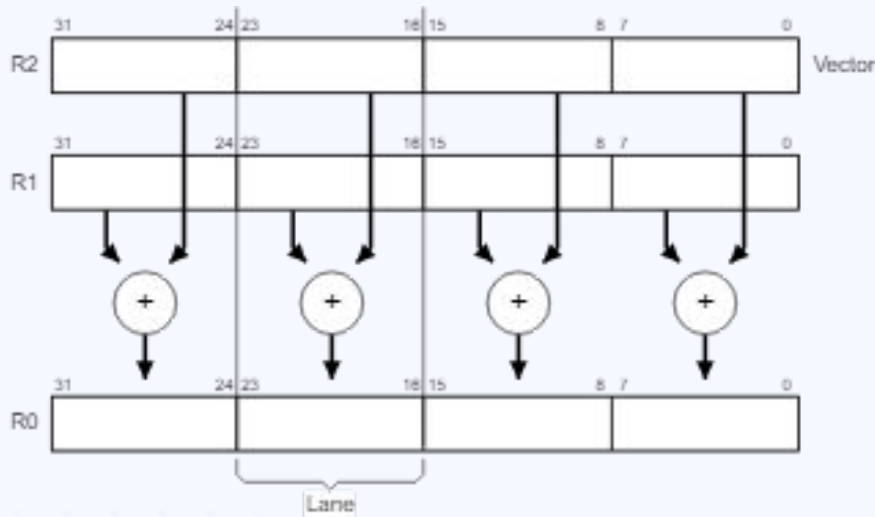 31 24 23 16 15 8 7 0
R2 Vector
31 24 23 16 15 8 7 0
R1
+ + + +
31 24 23 16 15 8 7 0
R0
Lane